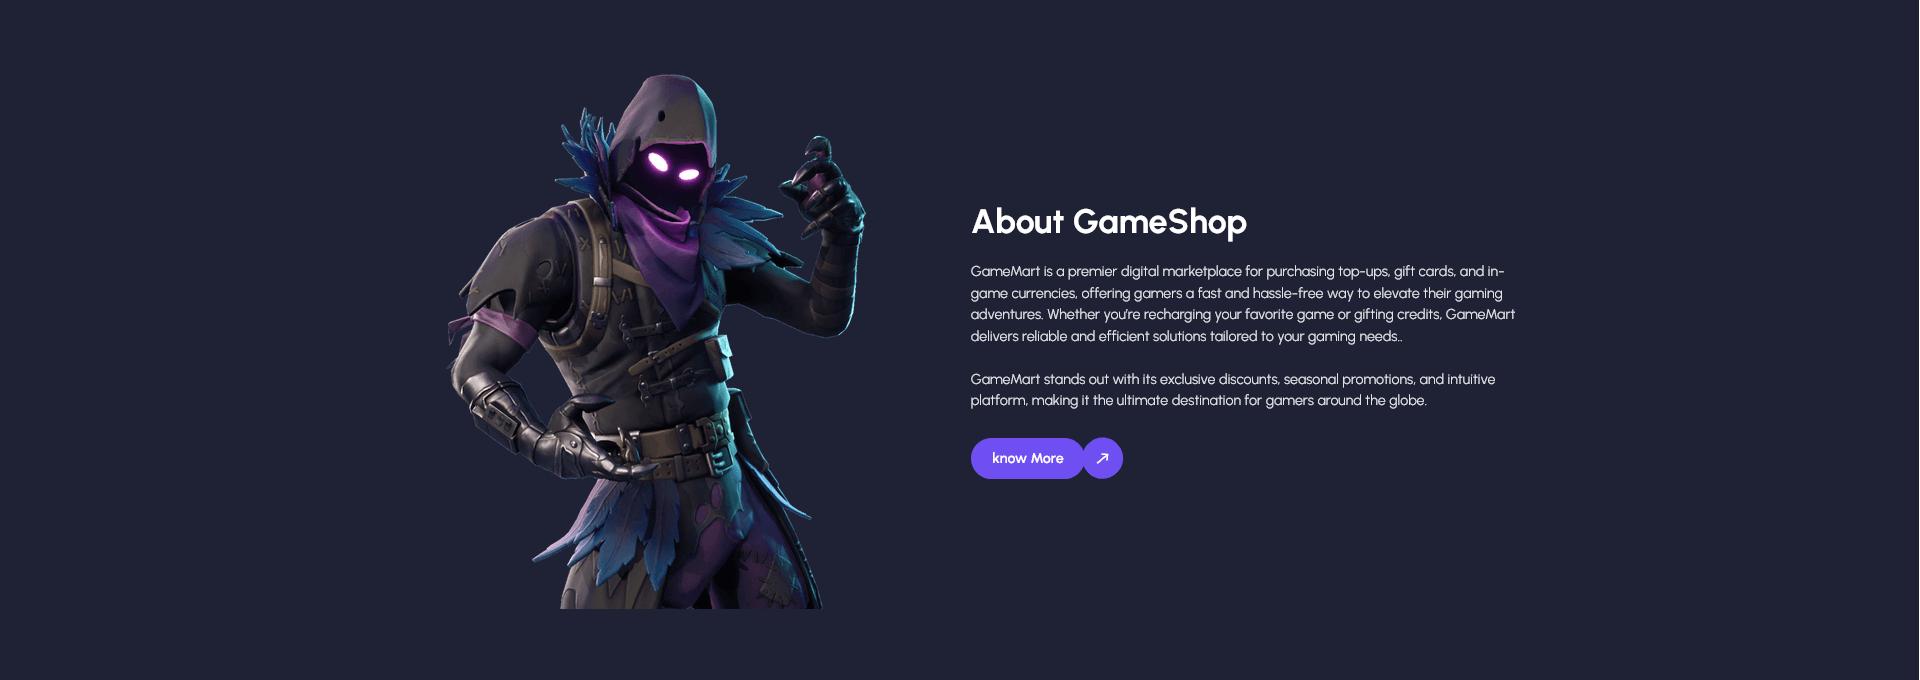 About GameShop
GameMart is a premier digital marketplace for purchasing top-ups, gift cards, and in-
game currencies, offering gamers a fast and hassle-free way to elevate their gaming
adventures. Whether you're recharging your favorite game or gifting credits, GameMart
delivers reliable and efficient solutions tailored to your gaming needs..
GameMart stands out with its exclusive discounts, seasonal promotions, and intuitive
platform, making it the ultimate destination for gamers around the globe.
know More